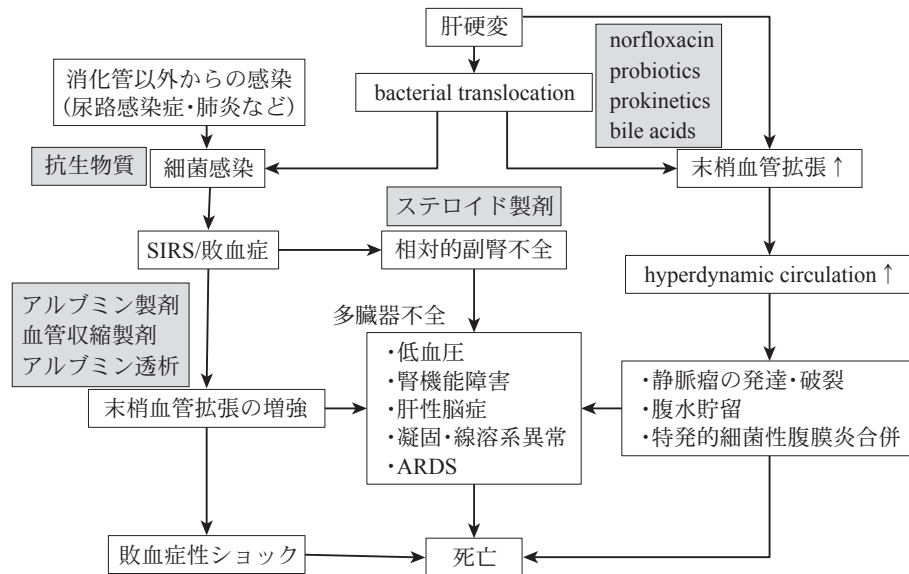 肝硬変
norfloxacin
probiotics
prokinetics
bile acids
消化管以外からの感染
(尿路感染症・肺炎など)
bacterial translocation
抗生物質
細菌感染
末梢血管拡張↑
ステロイド製剤
SIRS/敗血症
相対的副腎不全
hyperdynamic circulation↑
アルブミン製剤
血管収縮製剤
アルブミン透析
多臓器不全
・低血圧
・腎機能障害
・肝性脳症
・凝固・線溶系異常
・ARDS
・静脈瘤の発達・破裂
・腹水貯留
・特発的細菌性腹膜炎合併
末梢血管拡張の増強
敗血症性ショック
死亡